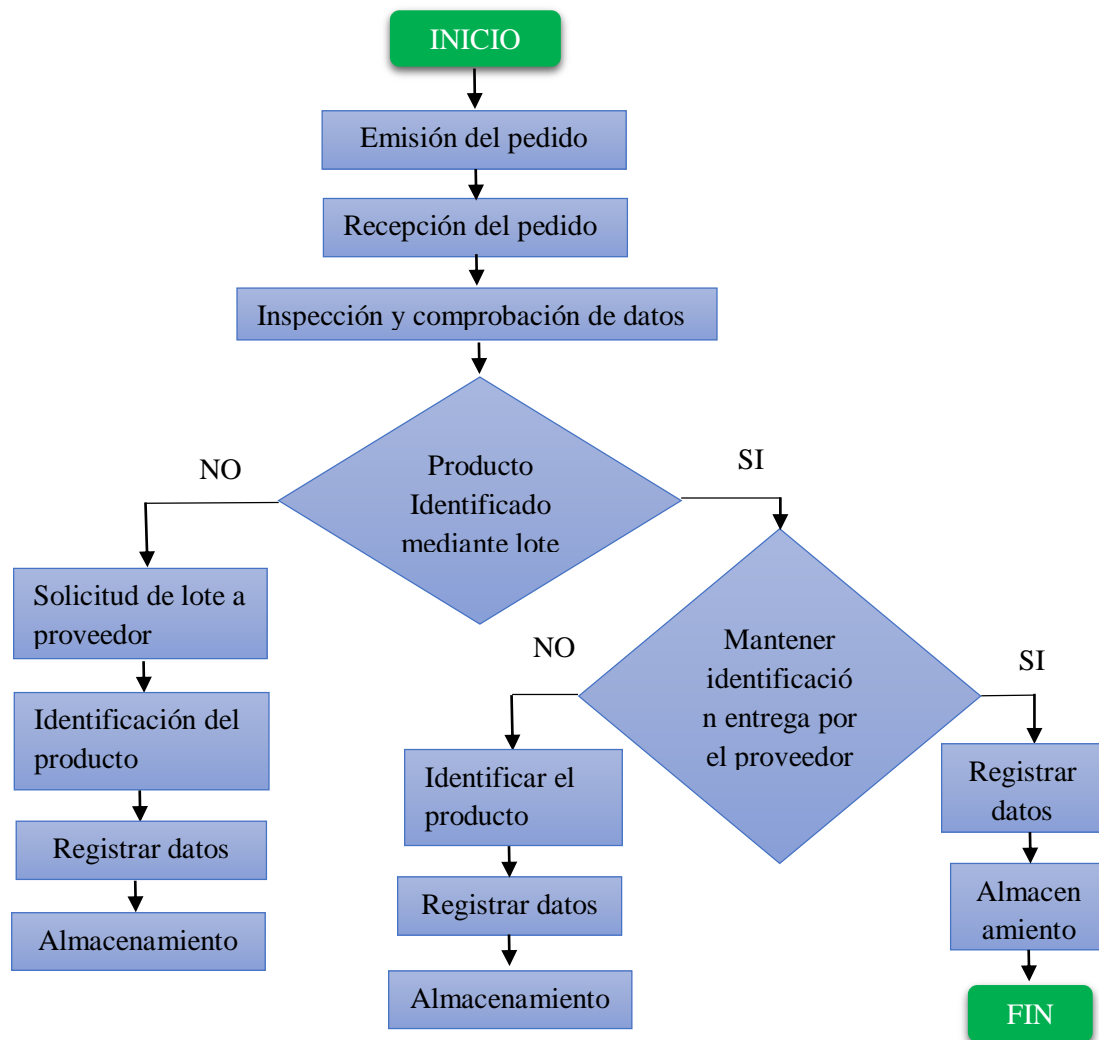 INICIO
Emisión del pedido
Recepción del pedido
Inspección y comprobación de datos
Producto
Identificado
mediante lote
NO
SI
Solicitud de lote a
proveedor
Identificación del
producto
Registrar datos
Almacenamiento
Mantener
identificació
n entrega por
el proveedor
NO
SI
Identificar el
producto
Registrar datos
Almacenamiento
Registrar
datos
Almacen
amiento
FIN